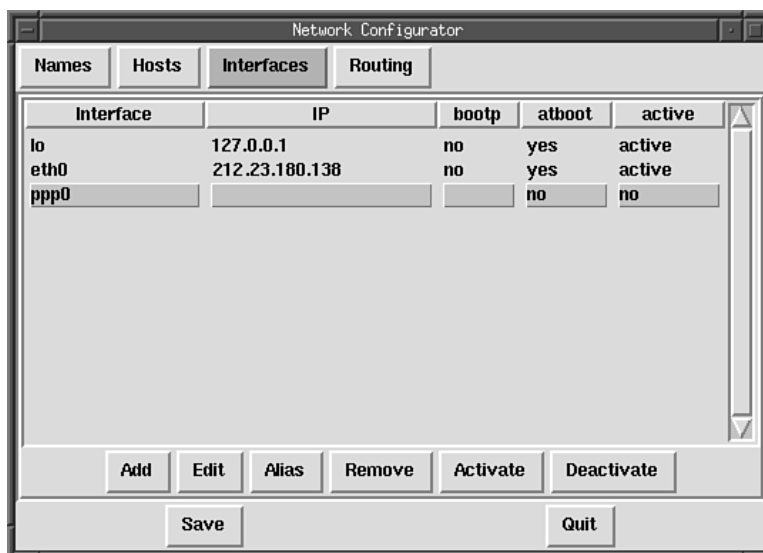 Network Configurator
Names Hosts Interfaces Routing
Interface IP bootp atboot active
lo 127.0.0.1 no yes active
eth0 212.23.180.138 no yes active
ppp0 no no
Add Edit Alias Remove Activate Deactivate
Save Quit